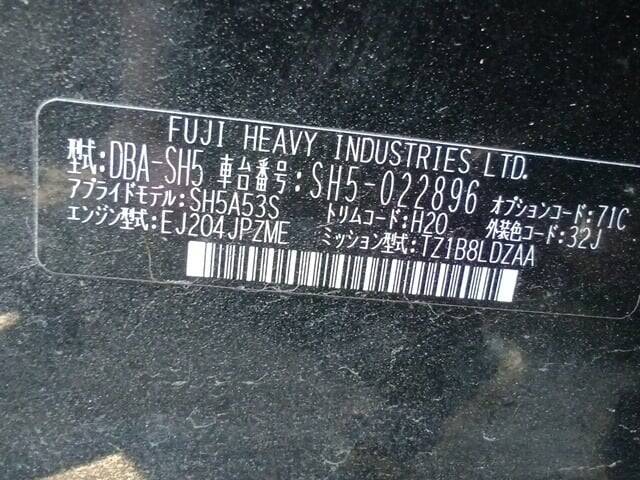 FUJI HEAVY INDUSTRIES LTD.
型式:DBA-SH5 車台番号:SH5-022896 オプションコード:71C
アプライドモデル:SH5A53S トリムコード:H20 外装色コード:32J
エンジン型式:EJ204JPZME ミッション型式:TZ1B8LDZAA